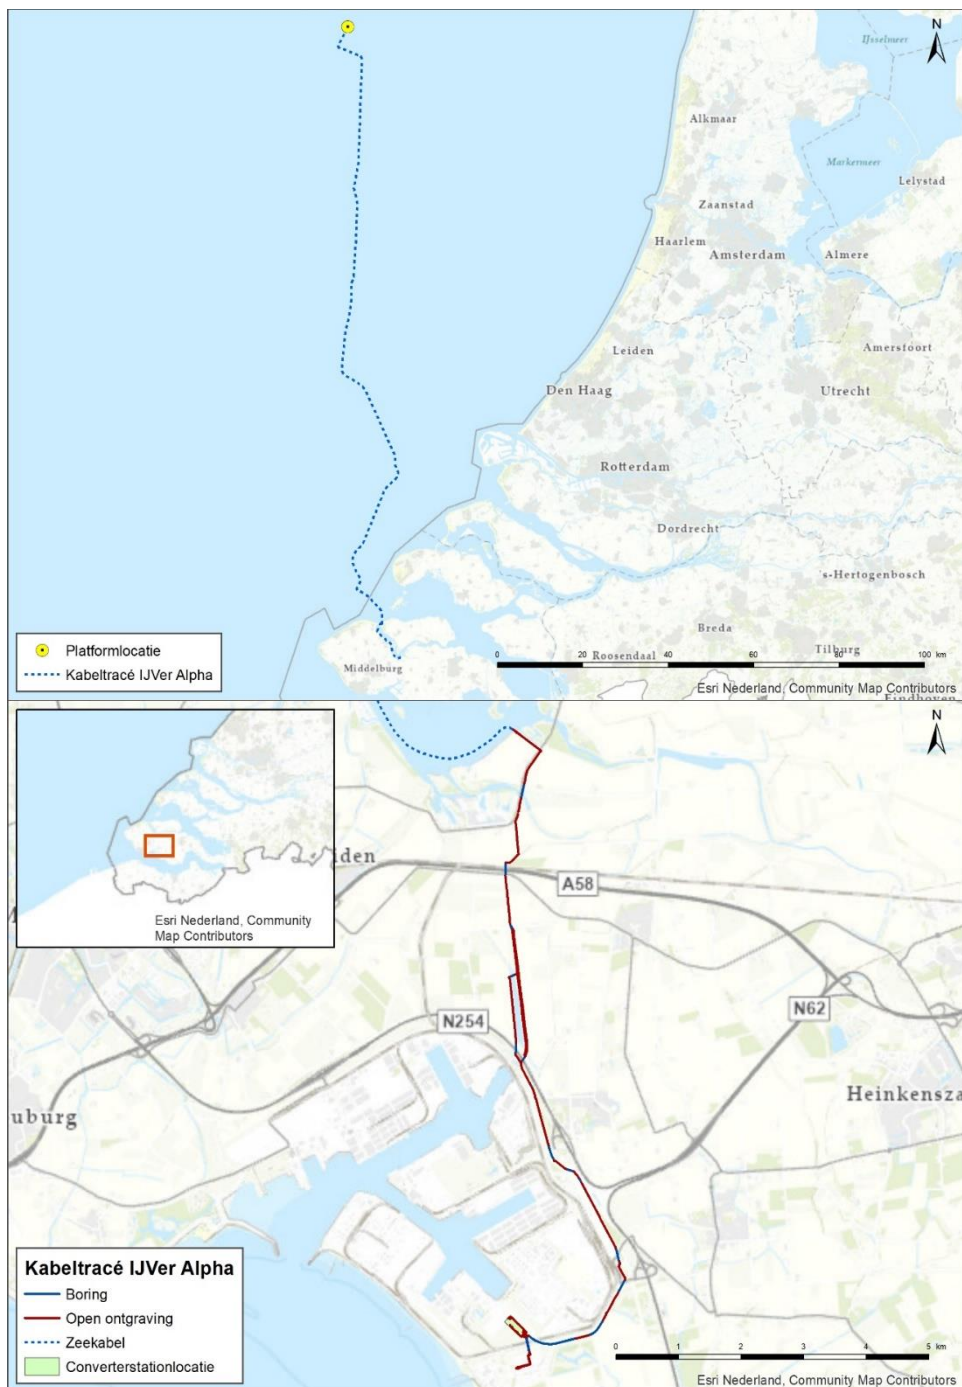 N
IJsselmeer
Alkmaar
Markermeer
Lelystad
Zaanstad
Haarlem
Amsterdam
Almere
Leiden
Amerstoort
Den Haag
Utrecht
Rotterdam
Dordrecht
's-Hertogenbosch
Breda
Tilburg
Roosendaal
Middelburg
Eindhoven
Platformlocatie
Kabeltracé IJVer Alpha
0 20 40 60 80 100 km
Esri Nederland, Community Map Contributors
N
Esri Nederland, Community
Map Contributors
iden
A58
N254
N62
Heinkensza
uburg
Kabeltracé IJVer Alpha
Boring
Open ontgraving
Zeekabel
Converterstationlocatie
0 1 2 3 4 5 km
Esri Nederland, Community Map Contributors